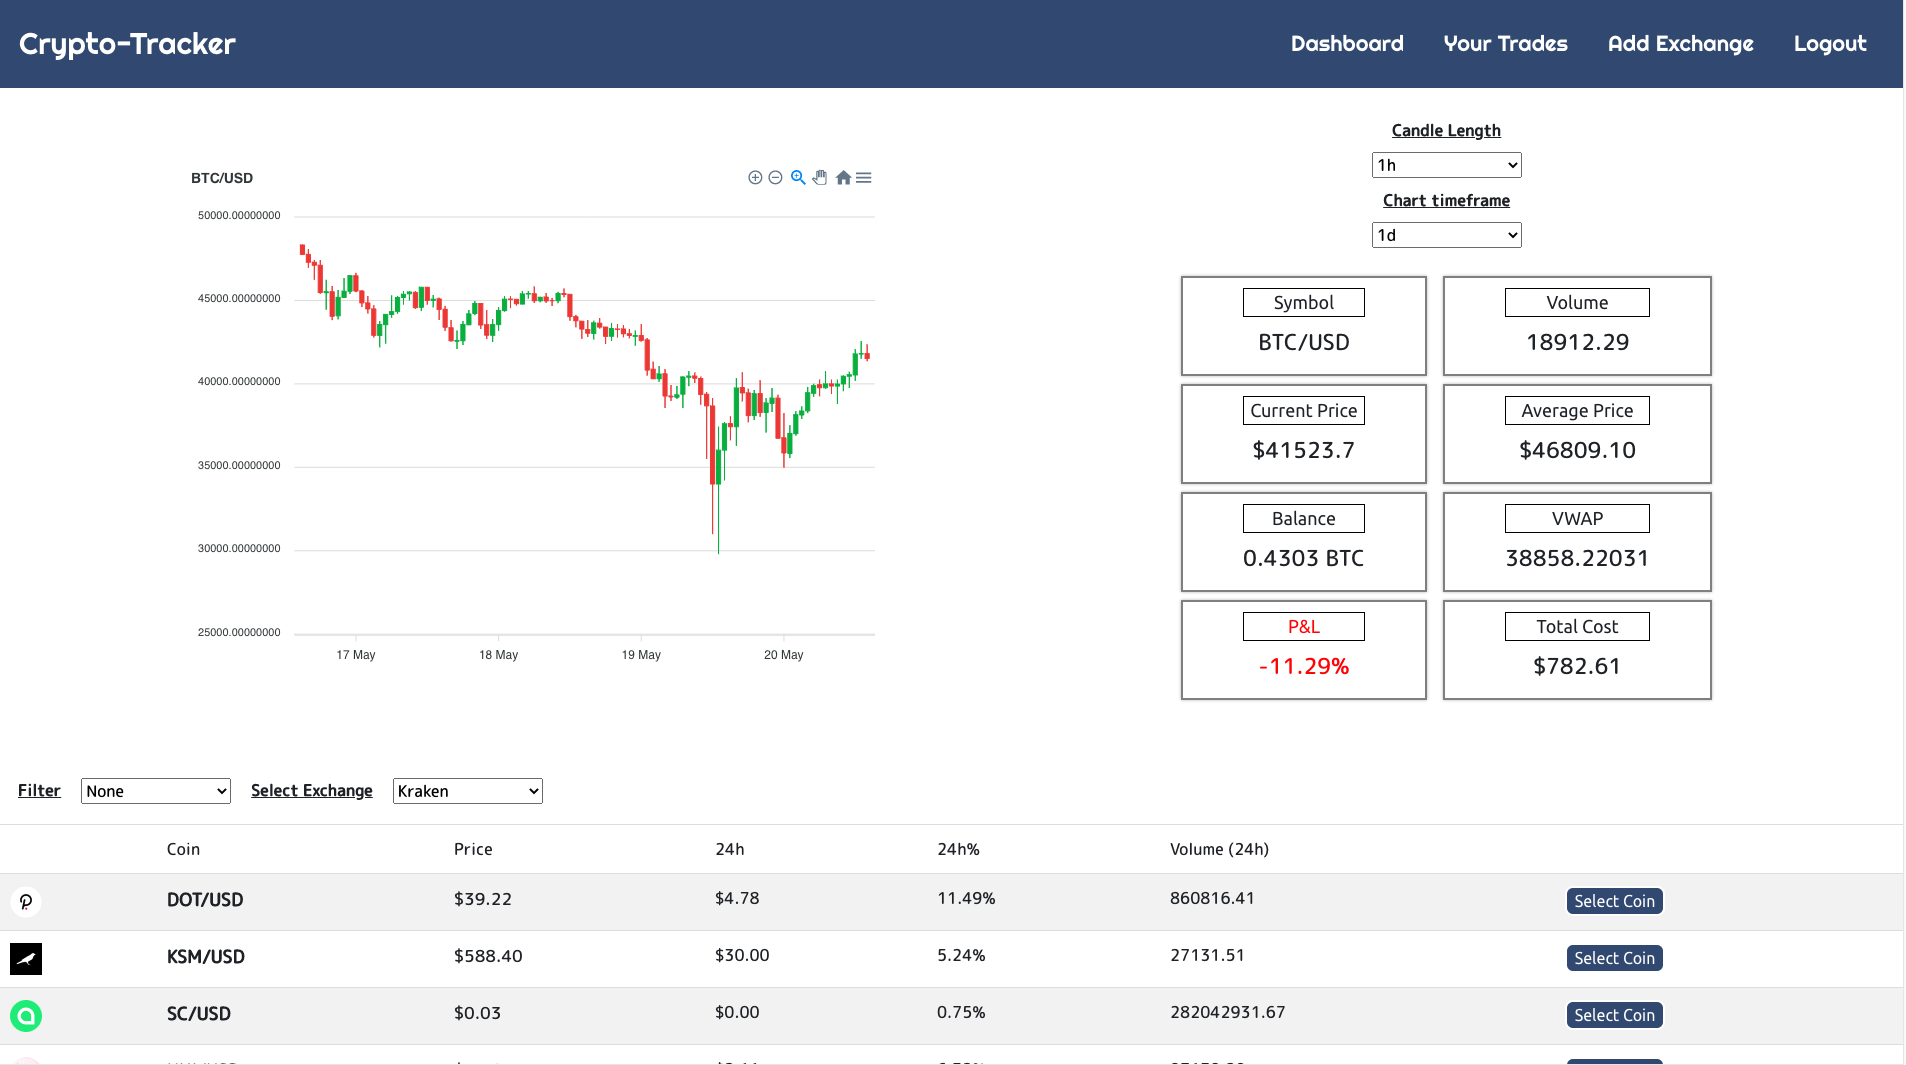 Crypto-Tracker
Dashboard Your Trades Add Exchange Logout
Candle Length
1h
Chart timeframe
1d
BTC/USD
50000.00000000
45000.00000000
40000.00000000
35000.00000000
30000.00000000
25000.00000000
17 May 18 May 19 May 20 May
Symbol
BTC/USD
Volume
18912.29
Current Price
$41523.7
Average Price
$46809.10
Balance
0.4303 BTC
VWAP
38858.22031
P&L
-11.29%
Total Cost
$782.61
Filter None Select Exchange Kraken
Coin Price 24h 24h% Volume (24h)
DOT/USD $39.22 $4.78 11.49% 860816.41 Select Coin
KSM/USD $588.40 $30.00 5.24% 27131.51 Select Coin
SC/USD $0.03 $0.00 0.75% 282042931.67 Select Coin